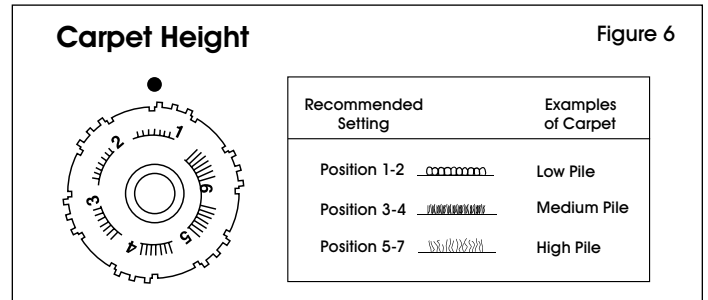 Carpet Height
Figure 6
1
2
3
4
5
6
Recommended Setting
Examples of Carpet
Position 1-2
Low Pile
Position 3-4
Medium Pile
Position 5-7
High Pile